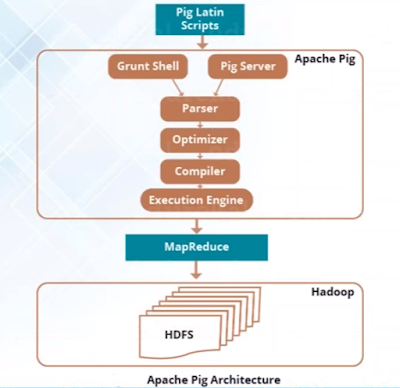 Pig Latin
Scripts
Apache Pig
Grunt Shell
Pig Server
Parser
Optimizer
Compiler
Execution Engine
MapReduce
Hadoop
HDFS
Apache Pig Architecture